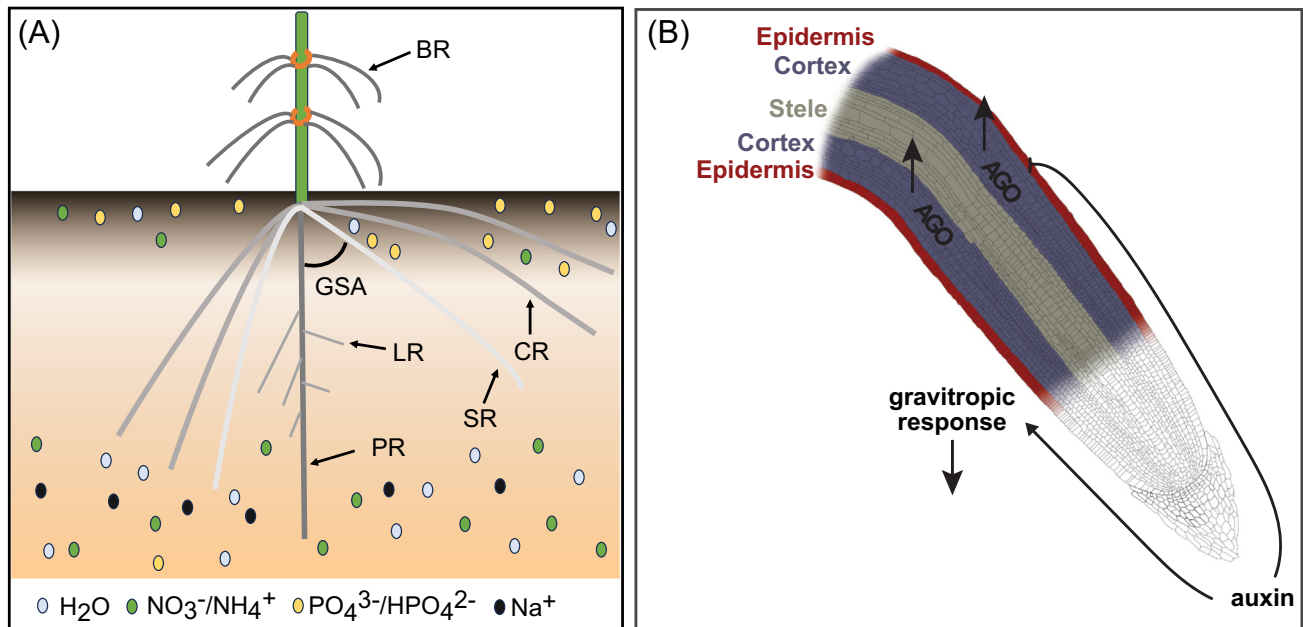 (A)
BR
GSA
LR
CR
SR
PR
H₂O NO₃⁻/NH₄⁺ PO₄³⁻/HPO₄²⁻ Na⁺
(B)
Epidermis
Cortex
Stele
Cortex
Epidermis
AGO
AGO
gravitropic
response
auxin